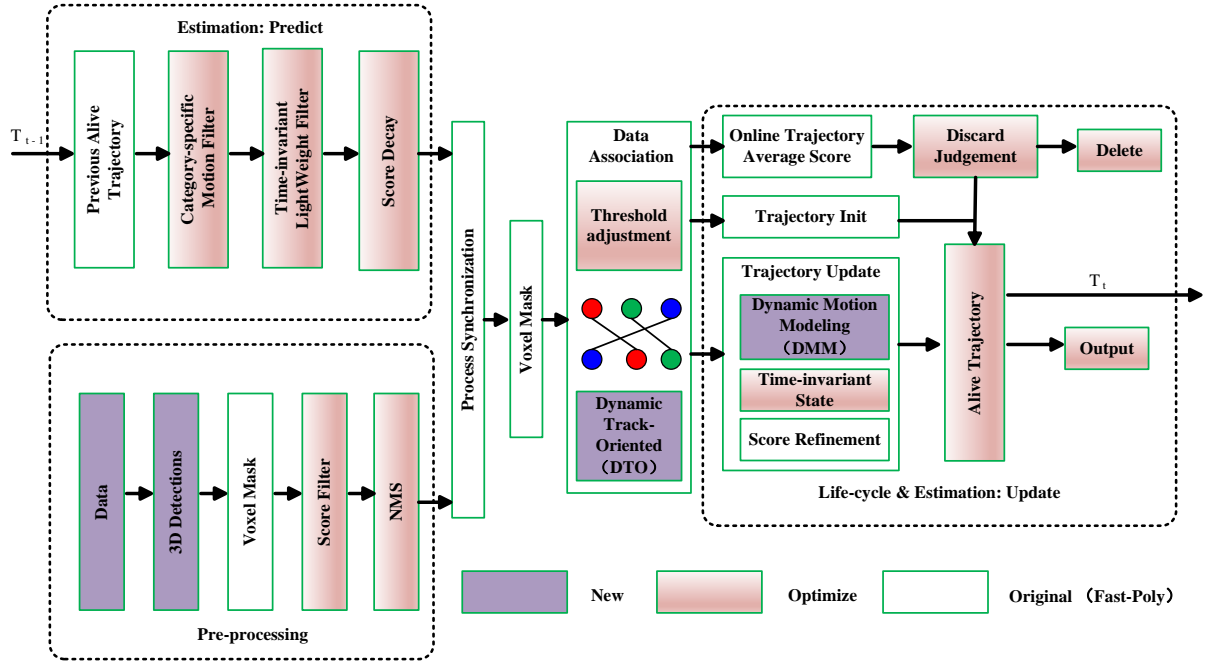 Estimation: Predict
T t - 1
Previous Alive
Trajectory
Category-specific
Motion Filter
Time-invariant
LightWeight Filter
Score Decay
Data
3D Detections
Voxel Mask
Score Filter
NMS
Pre-processing
Process Synchronization
Voxel Mask
Data
Association
Threshold
adjustment
Dynamic
Track-
Oriented
（DTO）
Online Trajectory
Average Score
Discard
Judgement
Delete
Trajectory Init
Trajectory Update
Dynamic Motion
Modeling
（DMM）
Time-invariant
State
Score Refinement
Alive Trajectory
T t
Output
Life-cycle & Estimation: Update
New
Optimize
Original （Fast-Poly）